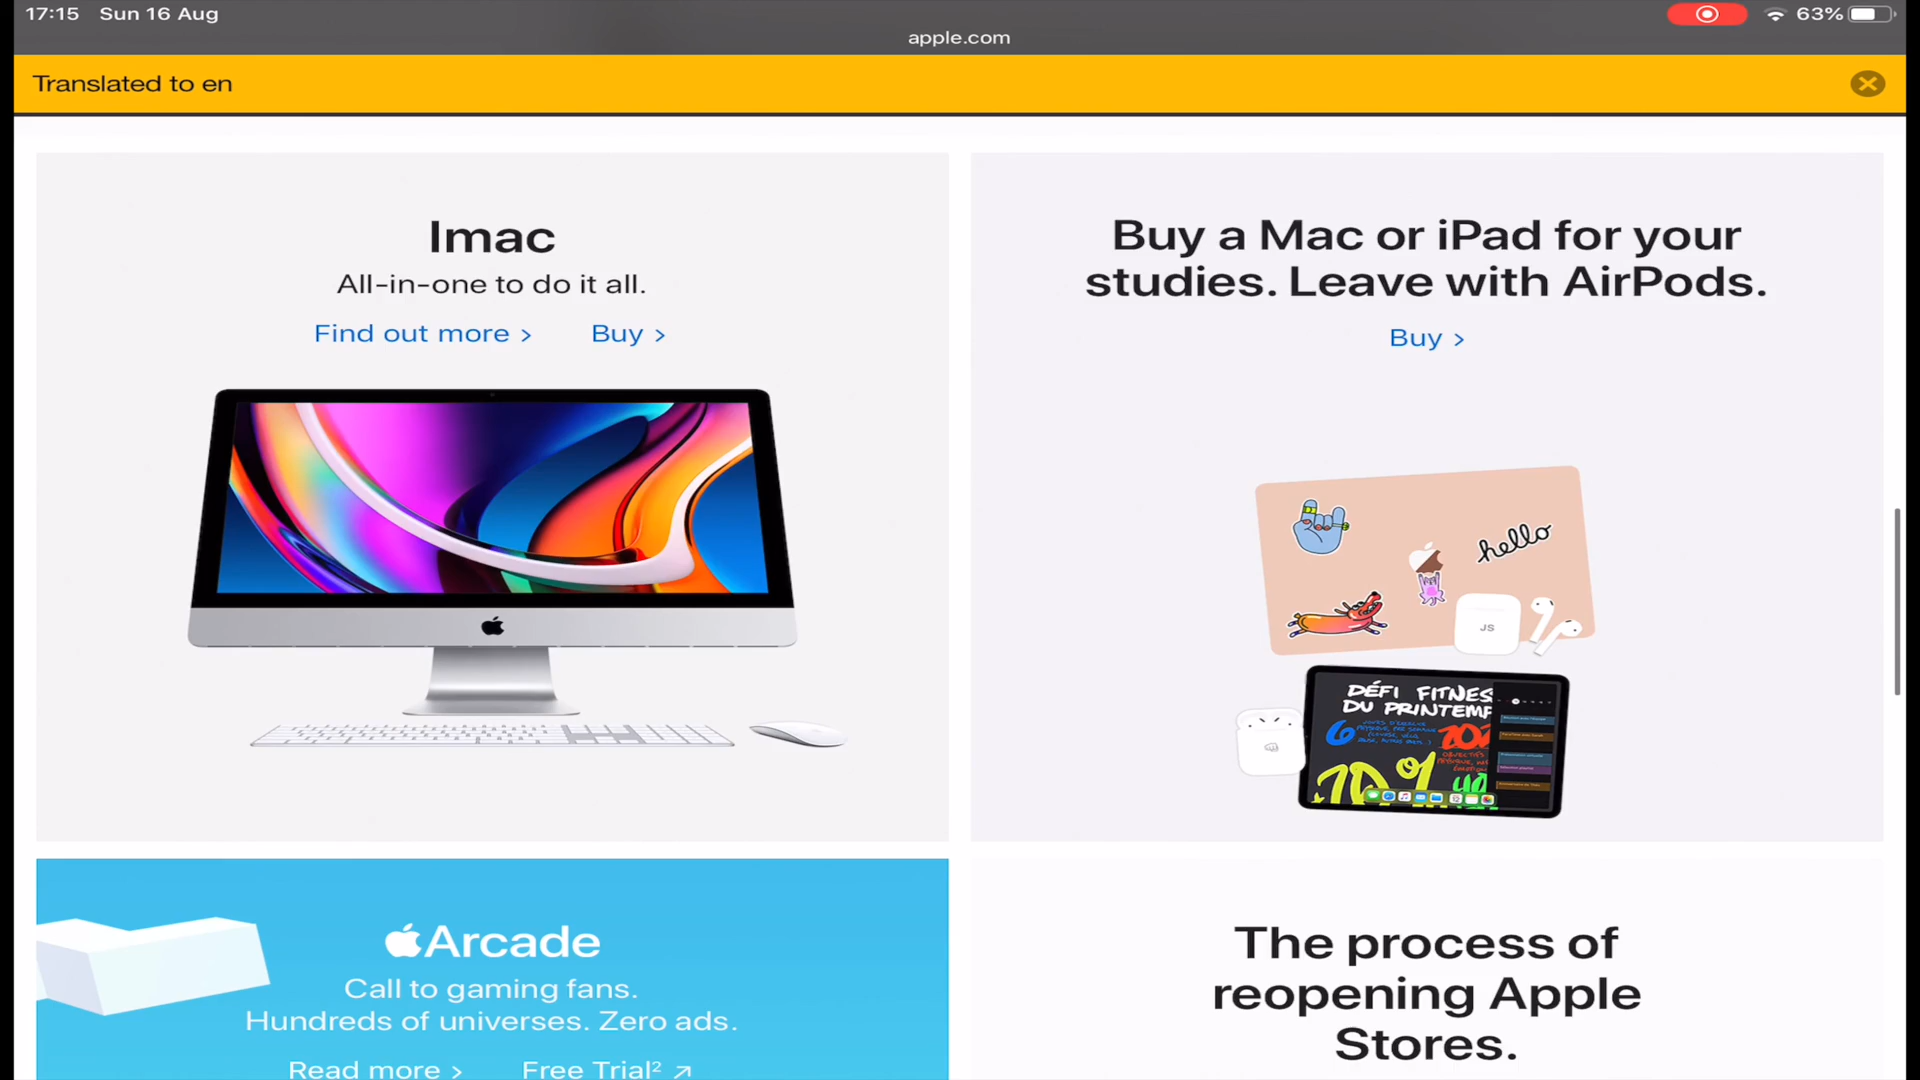 17:15 Sun 16 Aug
63%
apple.com
Translated to en
Imac
All-in-one to do it all.
Find out more >
Buy >
Buy a Mac or iPad for your
studies. Leave with AirPods.
Buy >
hello
JS
DÉFI FITNES
DU PRINTEMP
6
Arcade
Call to gaming fans.
Hundreds of universes. Zero ads.
Read more >
Free Trial² ↗
The process of
reopening Apple
Stores.